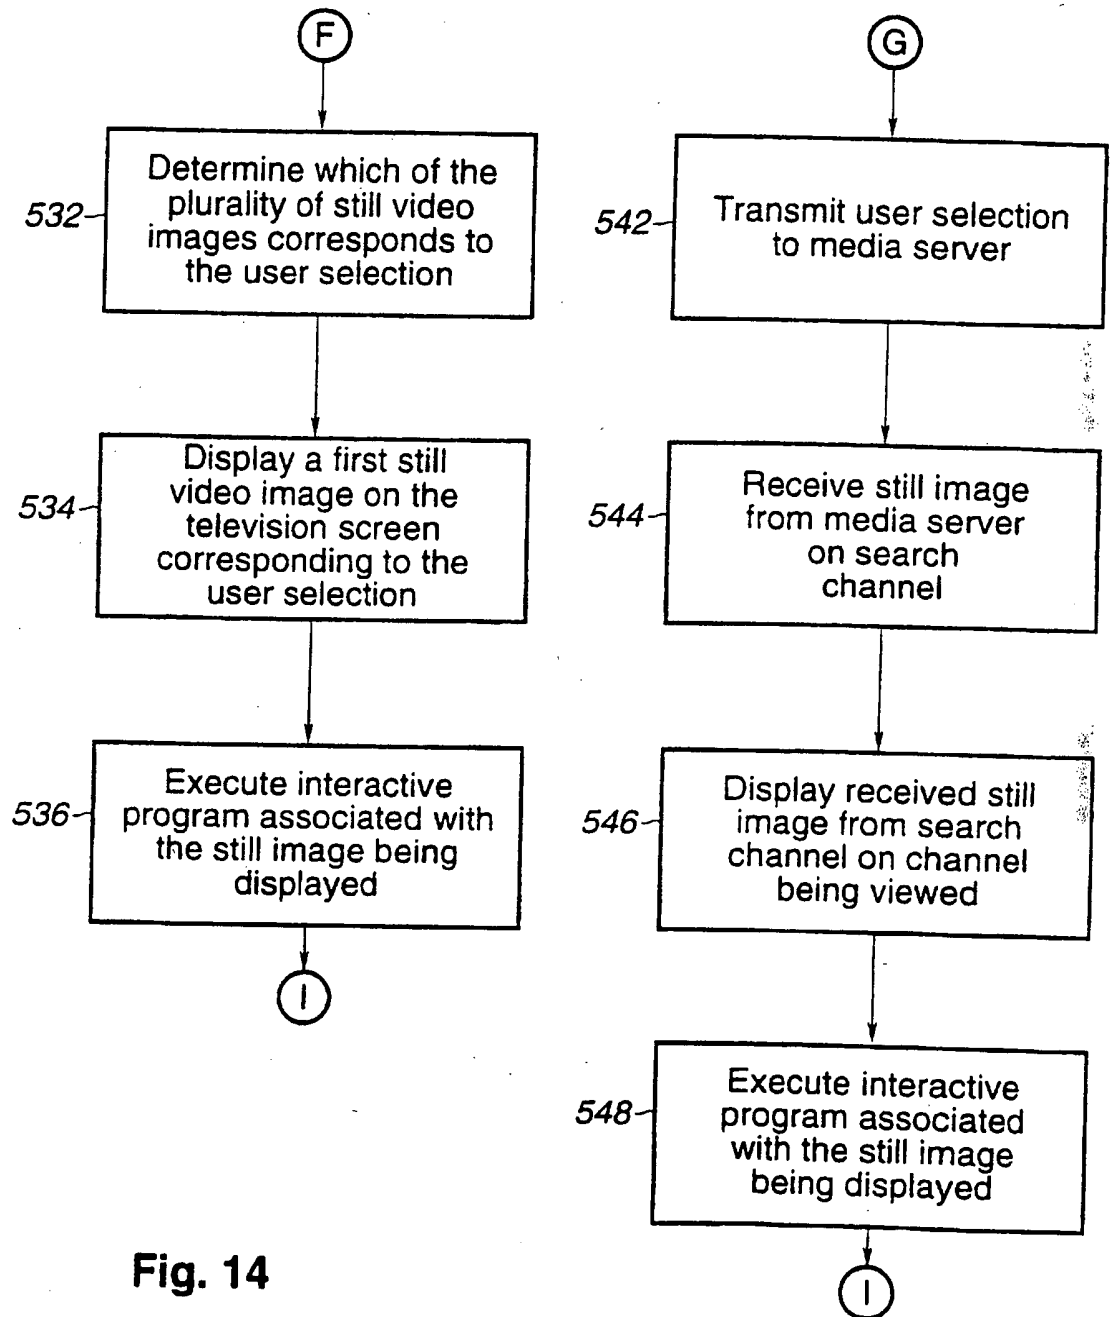 F
532
Determine which of the
plurality of still video
images corresponds to
the user selection
534
Display a first still
video image on the
television screen
corresponding to the
user selection
536
Execute interactive
program associated with
the still image being
displayed
I
G
542
Transmit user selection
to media server
544
Receive still image
from media server
on search
channel
546
Display received still
image from search
channel on channel
being viewed
548
Execute interactive
program associated
with the still image
being displayed
I
Fig. 14